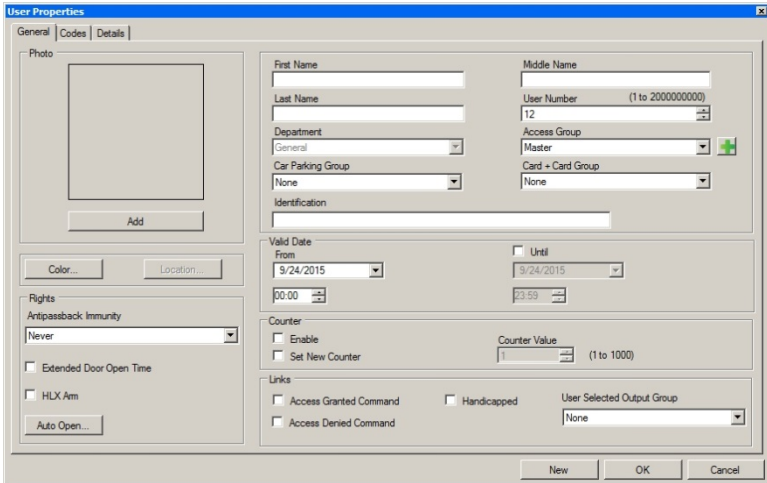 User Properties
General Codes Details
Photo
Add
Color... Location...
Rights
Antipassback Immunity
Never
Extended Door Open Time
HLX Arm
Auto Open...
First Name Middle Name
Last Name User Number (1 to 2000000000)
12
Department Access Group
General Master
Car Parking Group Card + Card Group
None None
Identification
Valid Date
From Until
9/24/2015 9/24/2015
00:00 23:59
Counter
Enable Counter Value
Set New Counter 1 (1 to 1000)
Links
Access Granted Command Handicapped User Selected Output Group
Access Denied Command None
New OK Cancel